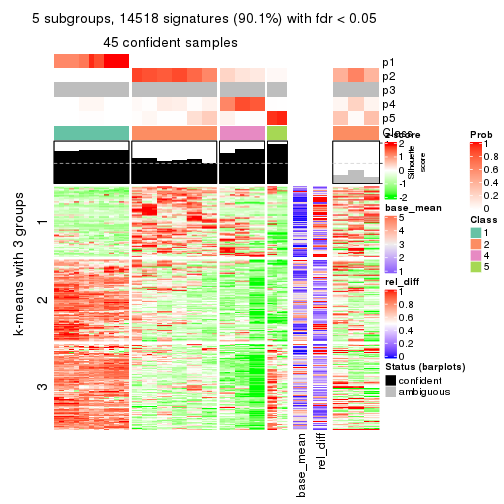 5 subgroups, 14518 signatures (90.1%) with fdr < 0.05
45 confident samples
p1
p2
p3
p4
p5
Class
k-means with 3 groups
1
2
3
base_mean
rel_diff
z-score
2
1
0
-1
-2
Silhouette
score
base_mean
5
4
3
2
1
rel_diff
1
0.8
0.6
0.4
0.2
0
Status (barplots)
confident
ambiguous
Prob
1
0.8
0.6
0.4
0.2
0
Class
1
2
4
5